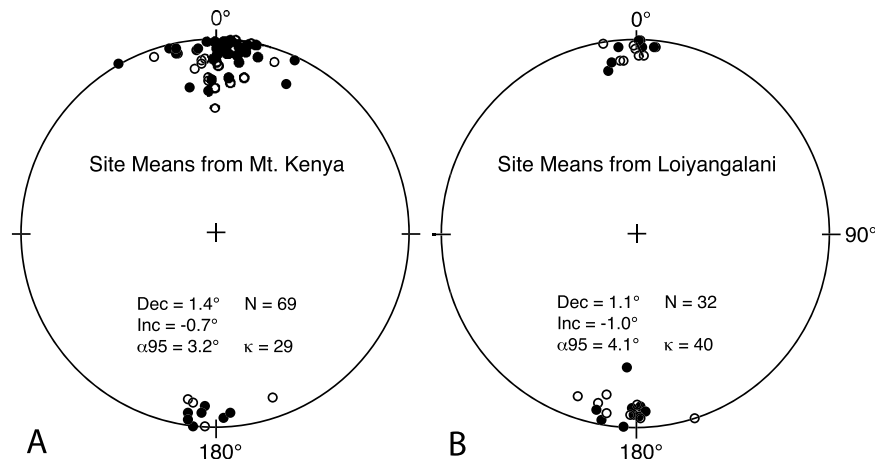 0°
Site Means from Mt. Kenya
Dec = 1.4° N = 69
Inc = -0.7°
α95 = 3.2° κ = 29
180°
A
0°
Site Means from Loiyangalani
90°
Dec = 1.1° N = 32
Inc = -1.0°
α95 = 4.1° κ = 40
180°
B